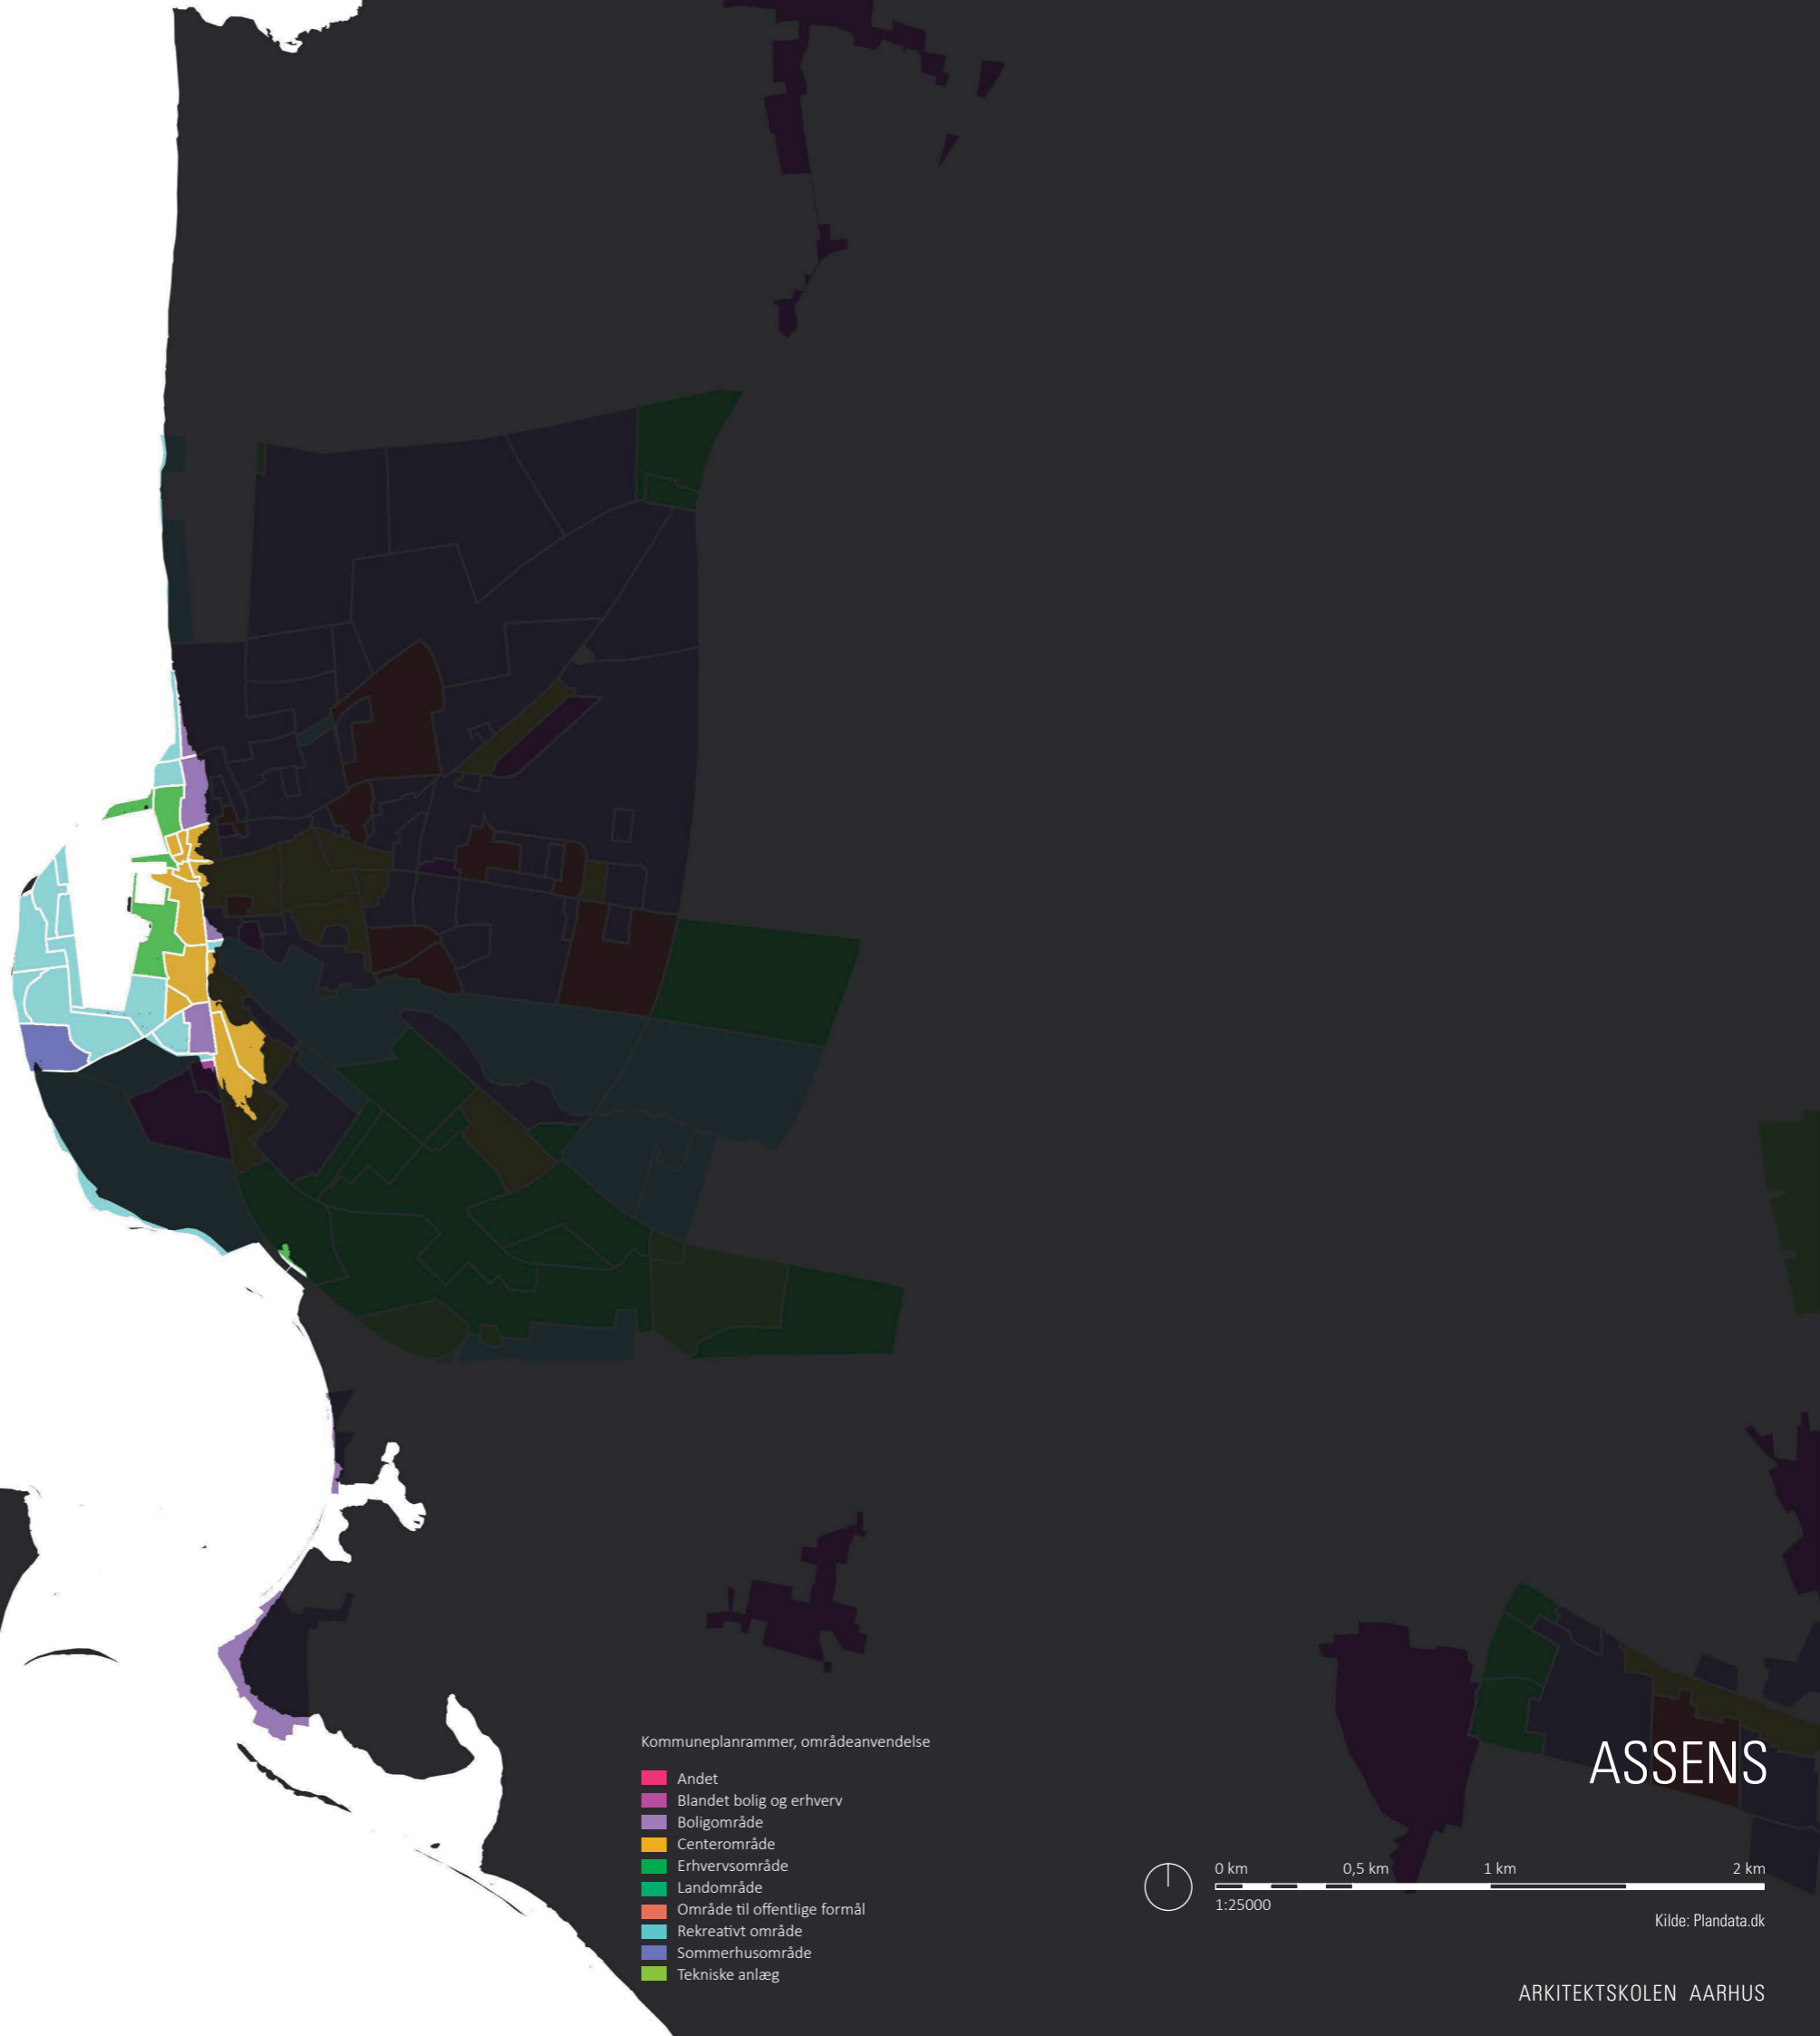 Kommuneplanrammer, områdeanvendelse
Andet
Blandet bolig og erhverv
Boligområde
Centerområde
Erhvervsområde
Landområde
Område til offentlige formål
Rekreativt område
Sommerhusområde
Tekniske anlæg
ASSENS
0 km 0,5 km 1 km 2 km
1:25000
Kilde: Plandata.dk
ARKITEKTSKOLEN AARHUS